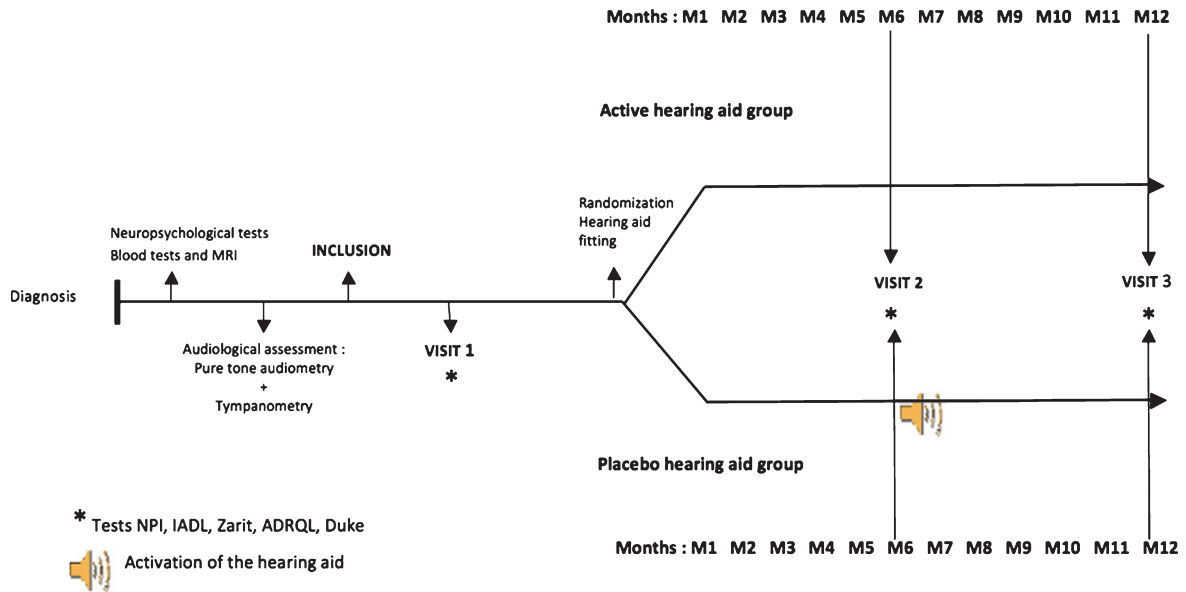 Months : M1 M2 M3 M4 M5 M6 M7 M8 M9 M10 M11 M12
Active hearing aid group
Randomization
Hearing aid
fitting
Neuropsychological tests
Blood tests and MRI
INCLUSION
Diagnosis
VISIT 2
*
VISIT 3
*
Audiological assessment :
Pure tone audiometry
+
Tympanometry
VISIT 1
*
Placebo hearing aid group
* Tests NPI, IADL, Zarit, ADRQL, Duke
Activation of the hearing aid
Months : M1 M2 M3 M4 M5 M6 M7 M8 M9 M10 M11 M12